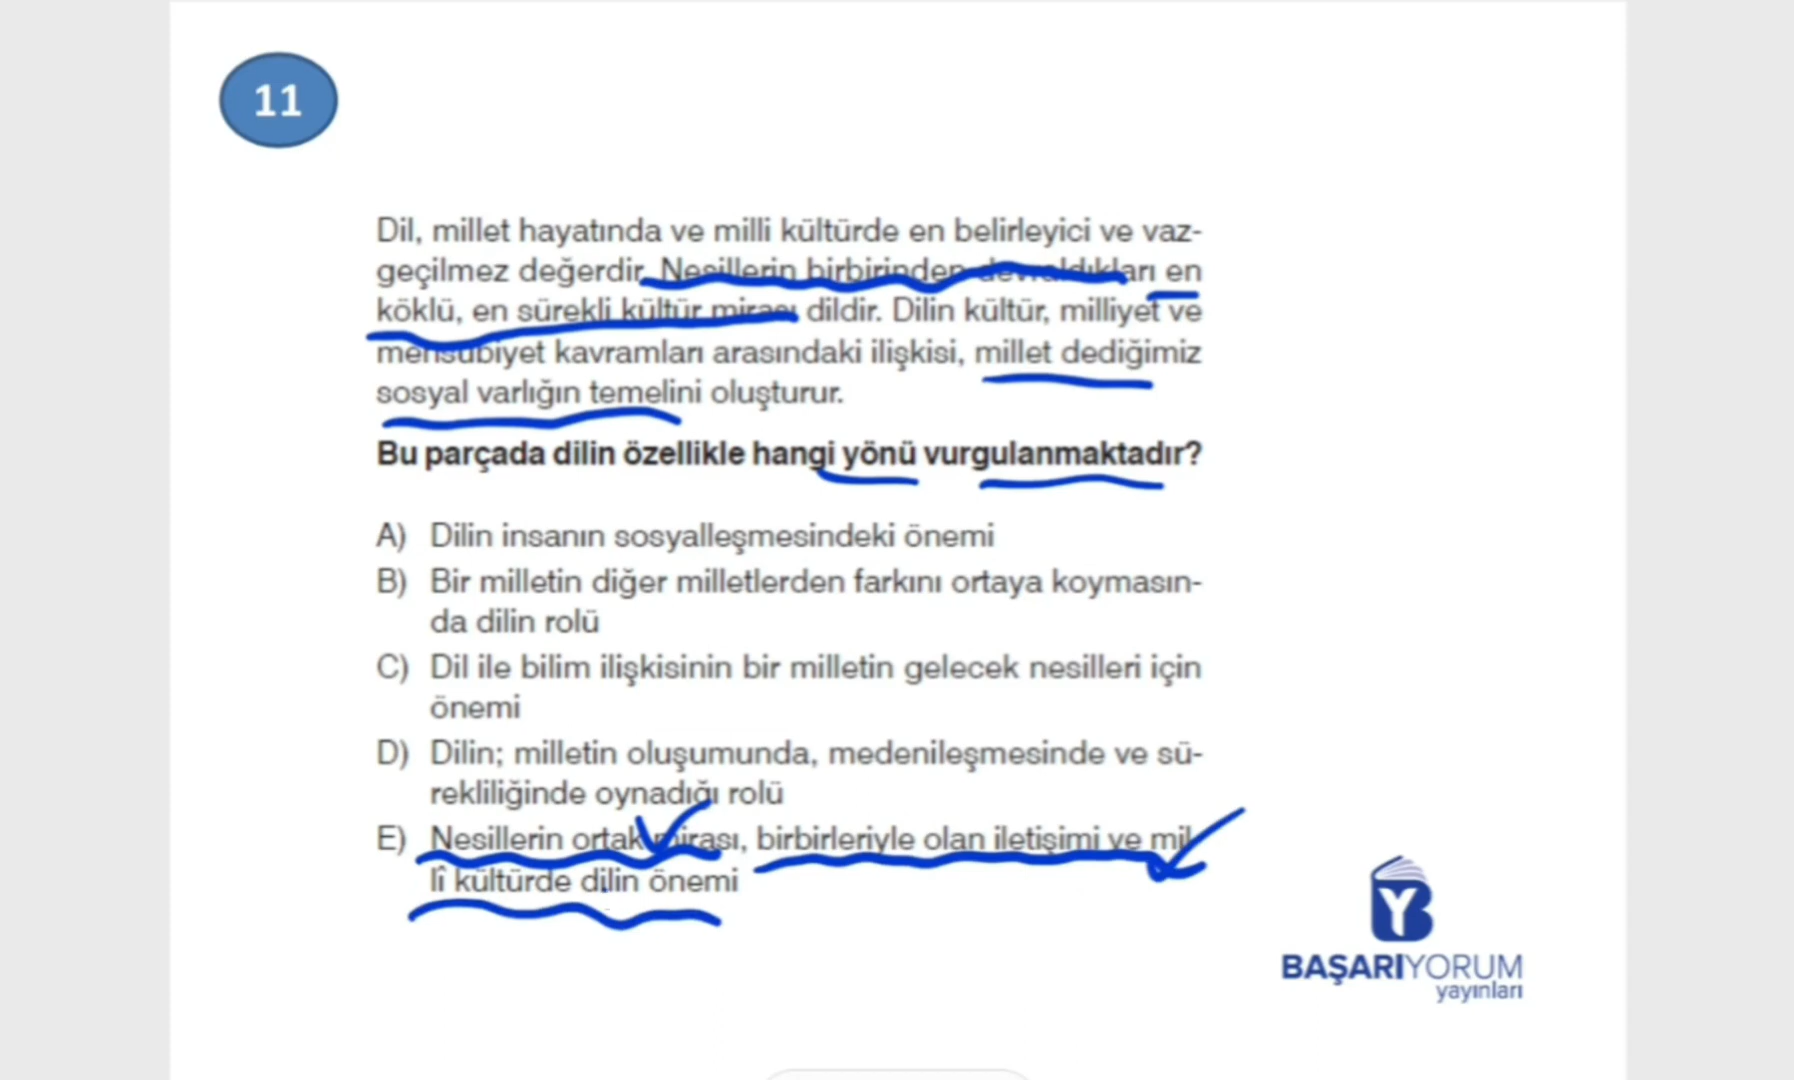 11
Dil, millet hayatında ve milli kültürde en belirleyici ve vaz-
geçilmez değerdir. Nesillerin birbirinden devraldıkları en
köklü, en sürekli kültür mirası dildir. Dilin kültür, milliyet ve
mensubiyet kavramları arasındaki ilişkisi, millet dediğimiz
sosyal varlığın temelini oluşturur.
Bu parçada dilin özellikle hangi yönü vurgulanmaktadır?
A) Dilin insanın sosyalleşmesindeki önemi
B) Bir milletin diğer milletlerden farkını ortaya koymasın-
da dilin rolü
C) Dil ile bilim ilişkisinin bir milletin gelecek nesilleri için
önemi
D) Dilin; milletin oluşumunda, medenileşmesinde ve sü-
rekliliğinde oynadığı rolü
E) Nesillerin ortak mirası, birbirleriyle olan iletişimi ve mil-
lî kültürde dilin önemi
BY
BAŞARIYORUM
yayınları